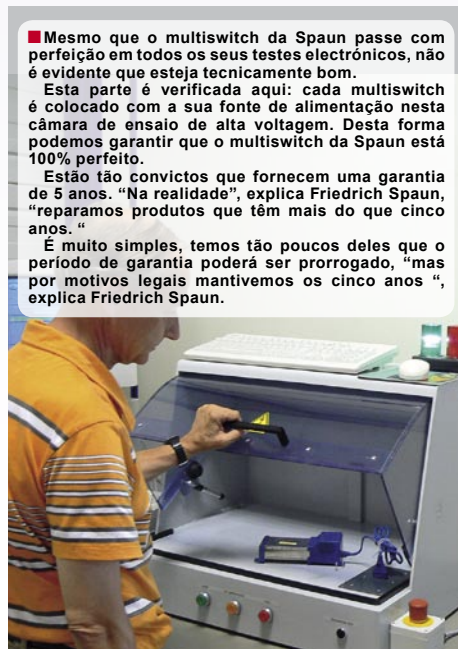 Mesmo que o multiswitch da Spaun passe com
perfeição em todos os seus testes electrónicos, não
é evidente que esteja tecnicamente bom.
Esta parte é verificada aqui: cada multiswitch
é colocado com a sua fonte de alimentação nesta
câmara de ensaio de alta voltagem. Desta forma
podemos garantir que o multiswitch da Spaun está
100% perfeito.
Estão tão convictos que fornecem uma garantia
de 5 anos. “Na realidade”, explica Friedrich Spaun,
“reparamos produtos que têm mais do que cinco
anos. “
É muito simples, temos tão poucos deles que o
período de garantia poderá ser prorrogado, “mas
por motivos legais mantivemos os cinco anos “,
explica Friedrich Spaun.